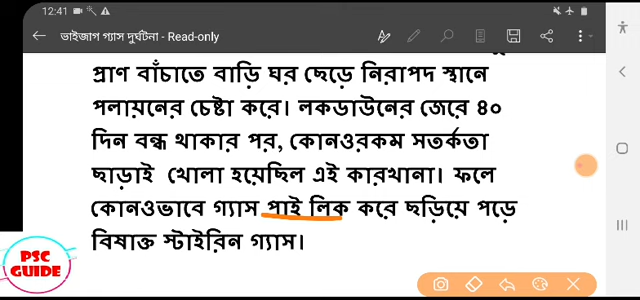 12:41
ভাইজাগ গ্যাস দুর্ঘটনা - Read-only
প্রাণ বাঁচাতে বাড়ি ঘর ছেড়ে নিরাপদ স্থানে
পলায়নের চেষ্টা করে। লকডাউনের জেরে ৪০
দিন বন্ধ থাকার পর, কোনওরকম সতর্কতা
ছাড়াই খোলা হয়েছিল এই কারখানা। ফলে
কোনওভাবে গ্যাস পাই লিক করে ছড়িয়ে পড়ে
বিষাক্ত স্টাইরিন গ্যাস।
PSC
GUIDE